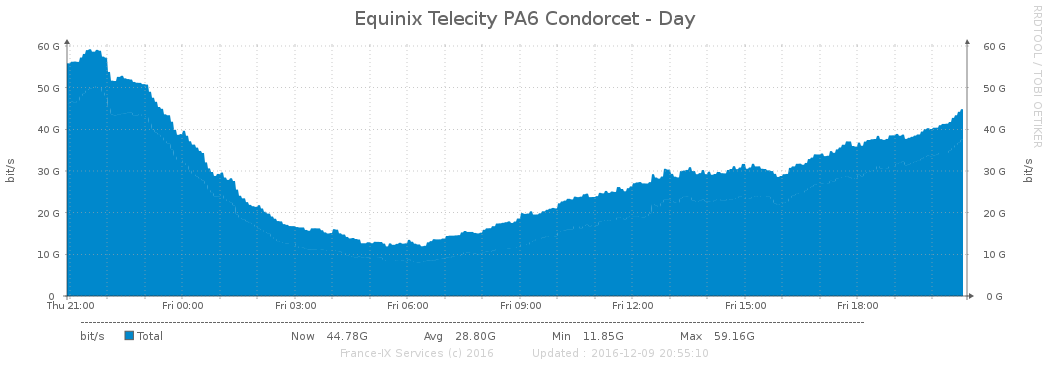 Equinix Telecity PA6 Condorcet - Day
RRDTOOL / TOBI OETIKER
60 G 60 G
50 G 50 G
40 G 40 G
30 G 30 G
20 G 20 G
10 G 10 G
0 0 G
bit/s bit/s
Thu 21:00 Fri 00:00 Fri 03:00 Fri 06:00 Fri 09:00 Fri 12:00 Fri 15:00 Fri 18:00
bit/s Total Now 44.78G Avg 28.80G Min 11.85G Max 59.16G
France-IX Services (c) 2016 Updated : 2016-12-09 20:55:10